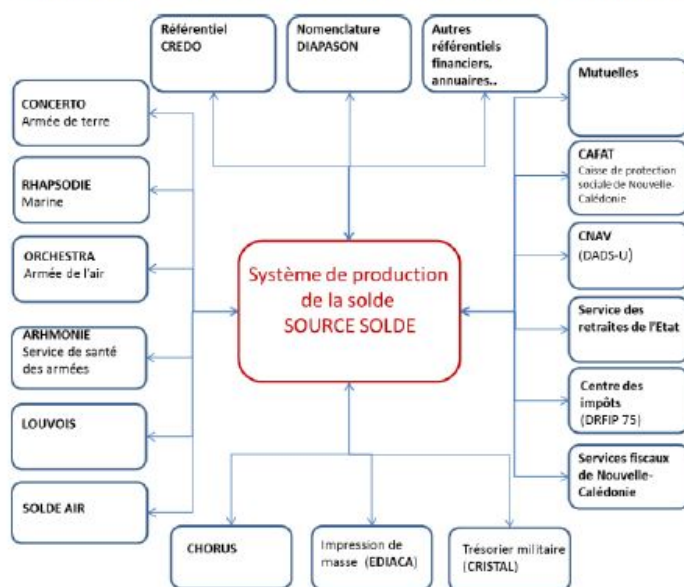 Référentiel
CREDO
Nomenclature
DIAPASON
Autres
référentiels
financiers,
annuaires..
CONCERTO
Armée de terre
RHAPSODIE
Marine
ORCHESTRA
Armée de l'air
ARHMONIE
Service de santé
des armées
LOUVOIS
SOLDE AIR
Système de production
de la solde
SOURCE SOLDE
Mutuelles
CAFAT
Caisse de protection
sociale de Nouvelle-
Calédonie
CNAV
(DADS-U)
Service des
retraites de l'Etat
Centre des
impôts
(DRFIP 75)
Services fiscaux
de Nouvelle-
Calédonie
CHORUS
Impression de
masse (EDIACA)
Trésorier militaire
(CRISTAL)